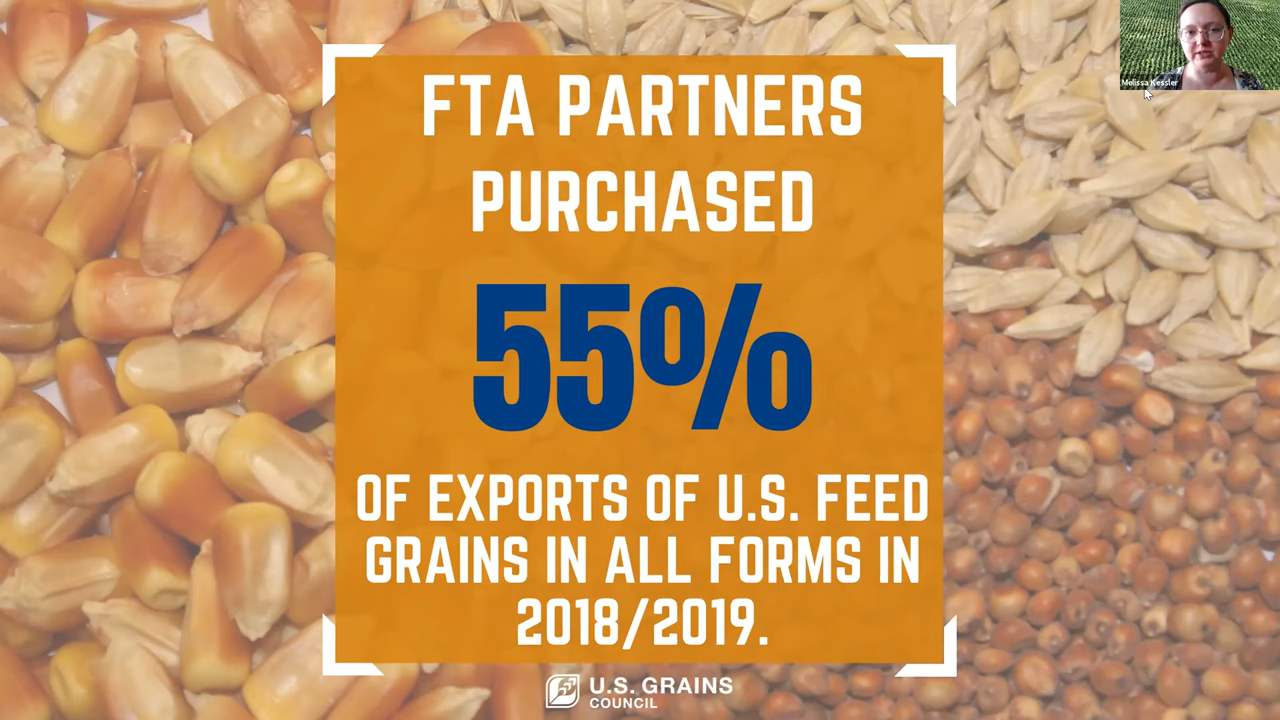 Melissa Kessler
FTA PARTNERS
PURCHASED
55%
OF EXPORTS OF U.S. FEED
GRAINS IN ALL FORMS IN
2018/2019.
U.S. GRAINS
COUNCIL